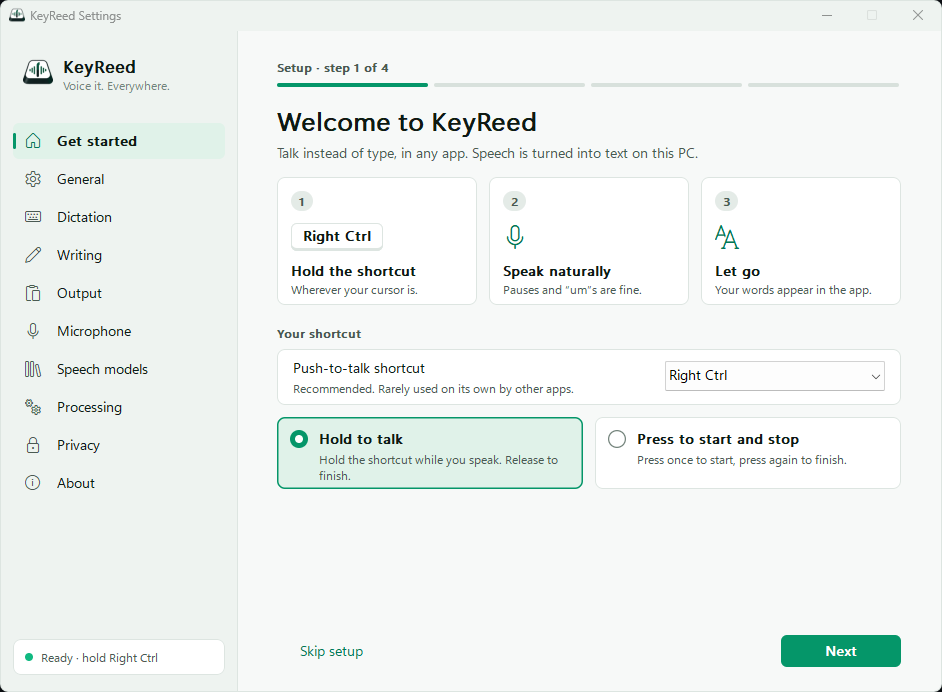 KeyReed Settings
KeyReed
Voice it. Everywhere.
Get started
General
Dictation
Writing
Output
Microphone
Speech models
Processing
Privacy
About
Ready · hold Right Ctrl
Setup · step 1 of 4
Welcome to KeyReed
Talk instead of type, in any app. Speech is turned into text on this PC.
1
Right Ctrl
Hold the shortcut
Wherever your cursor is.
2
Speak naturally
Pauses and "um"s are fine.
3
AA
Let go
Your words appear in the app.
Your shortcut
Push-to-talk shortcut
Recommended. Rarely used on its own by other apps.
Right Ctrl
Hold to talk
Hold the shortcut while you speak. Release to
finish.
Press to start and stop
Press once to start, press again to finish.
Skip setup
Next